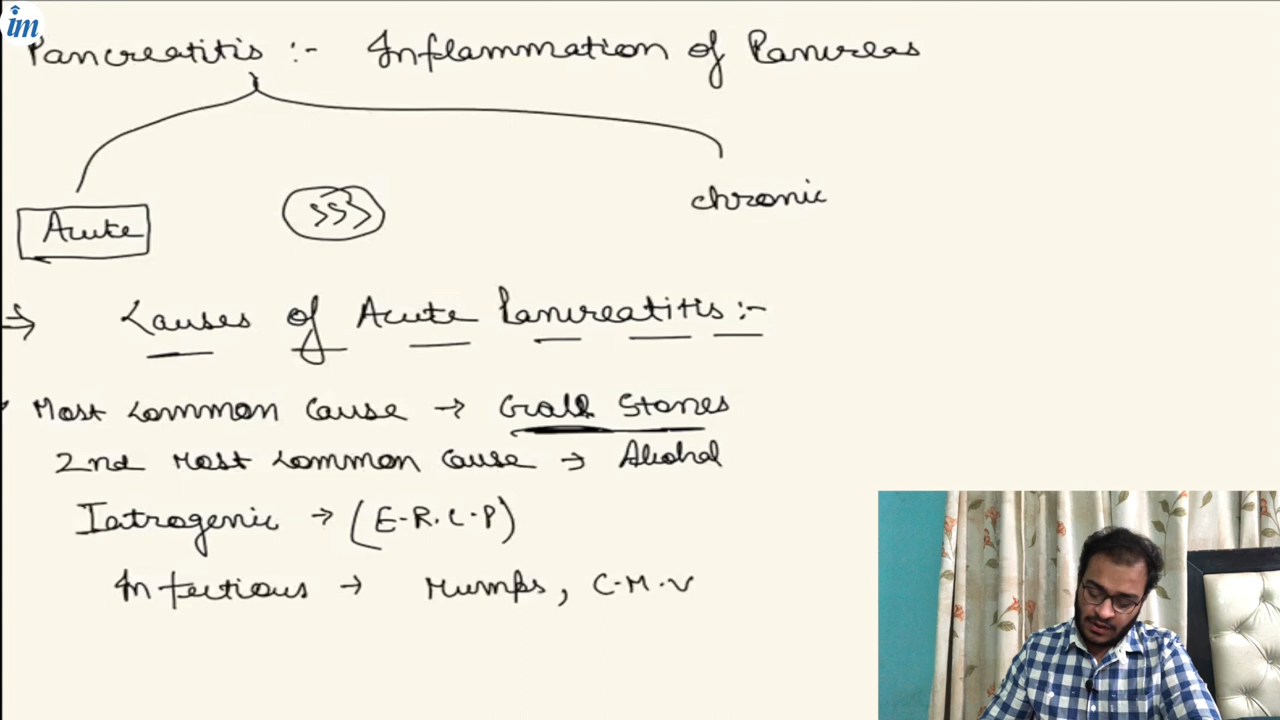 im
Pancreatitis :- Inflammation of Pancreas
Acute
chronic
⇒ Causes of Acute Pancreatitis :-
Most Common Cause → Gall Stones
2nd Most Common Cause → Alcohol
Iatrogenic → (E-R.C-P)
Infectious → Mumps, C-M-V